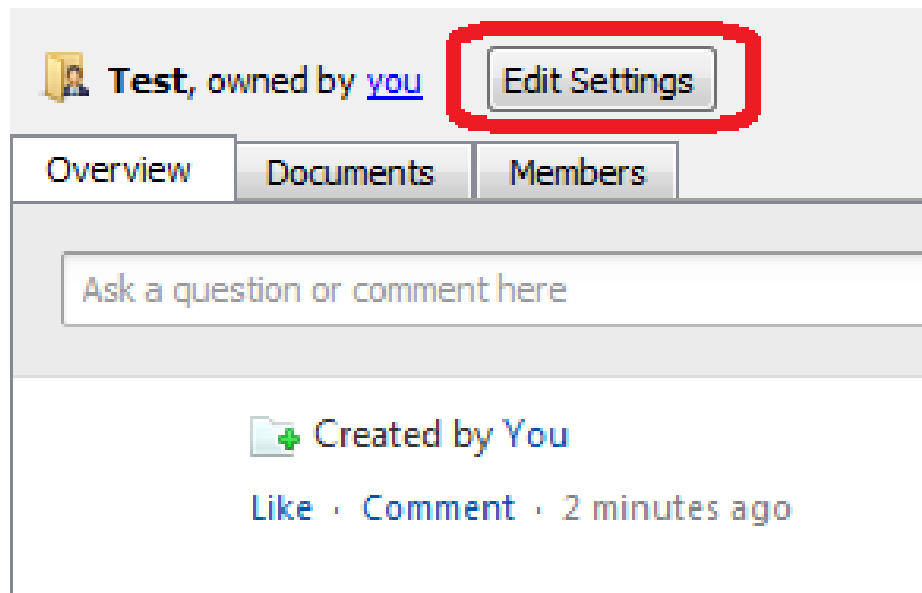 Test, owned by you Edit Settings
Overview Documents Members
Ask a question or comment here
Created by You
Like · Comment · 2 minutes ago